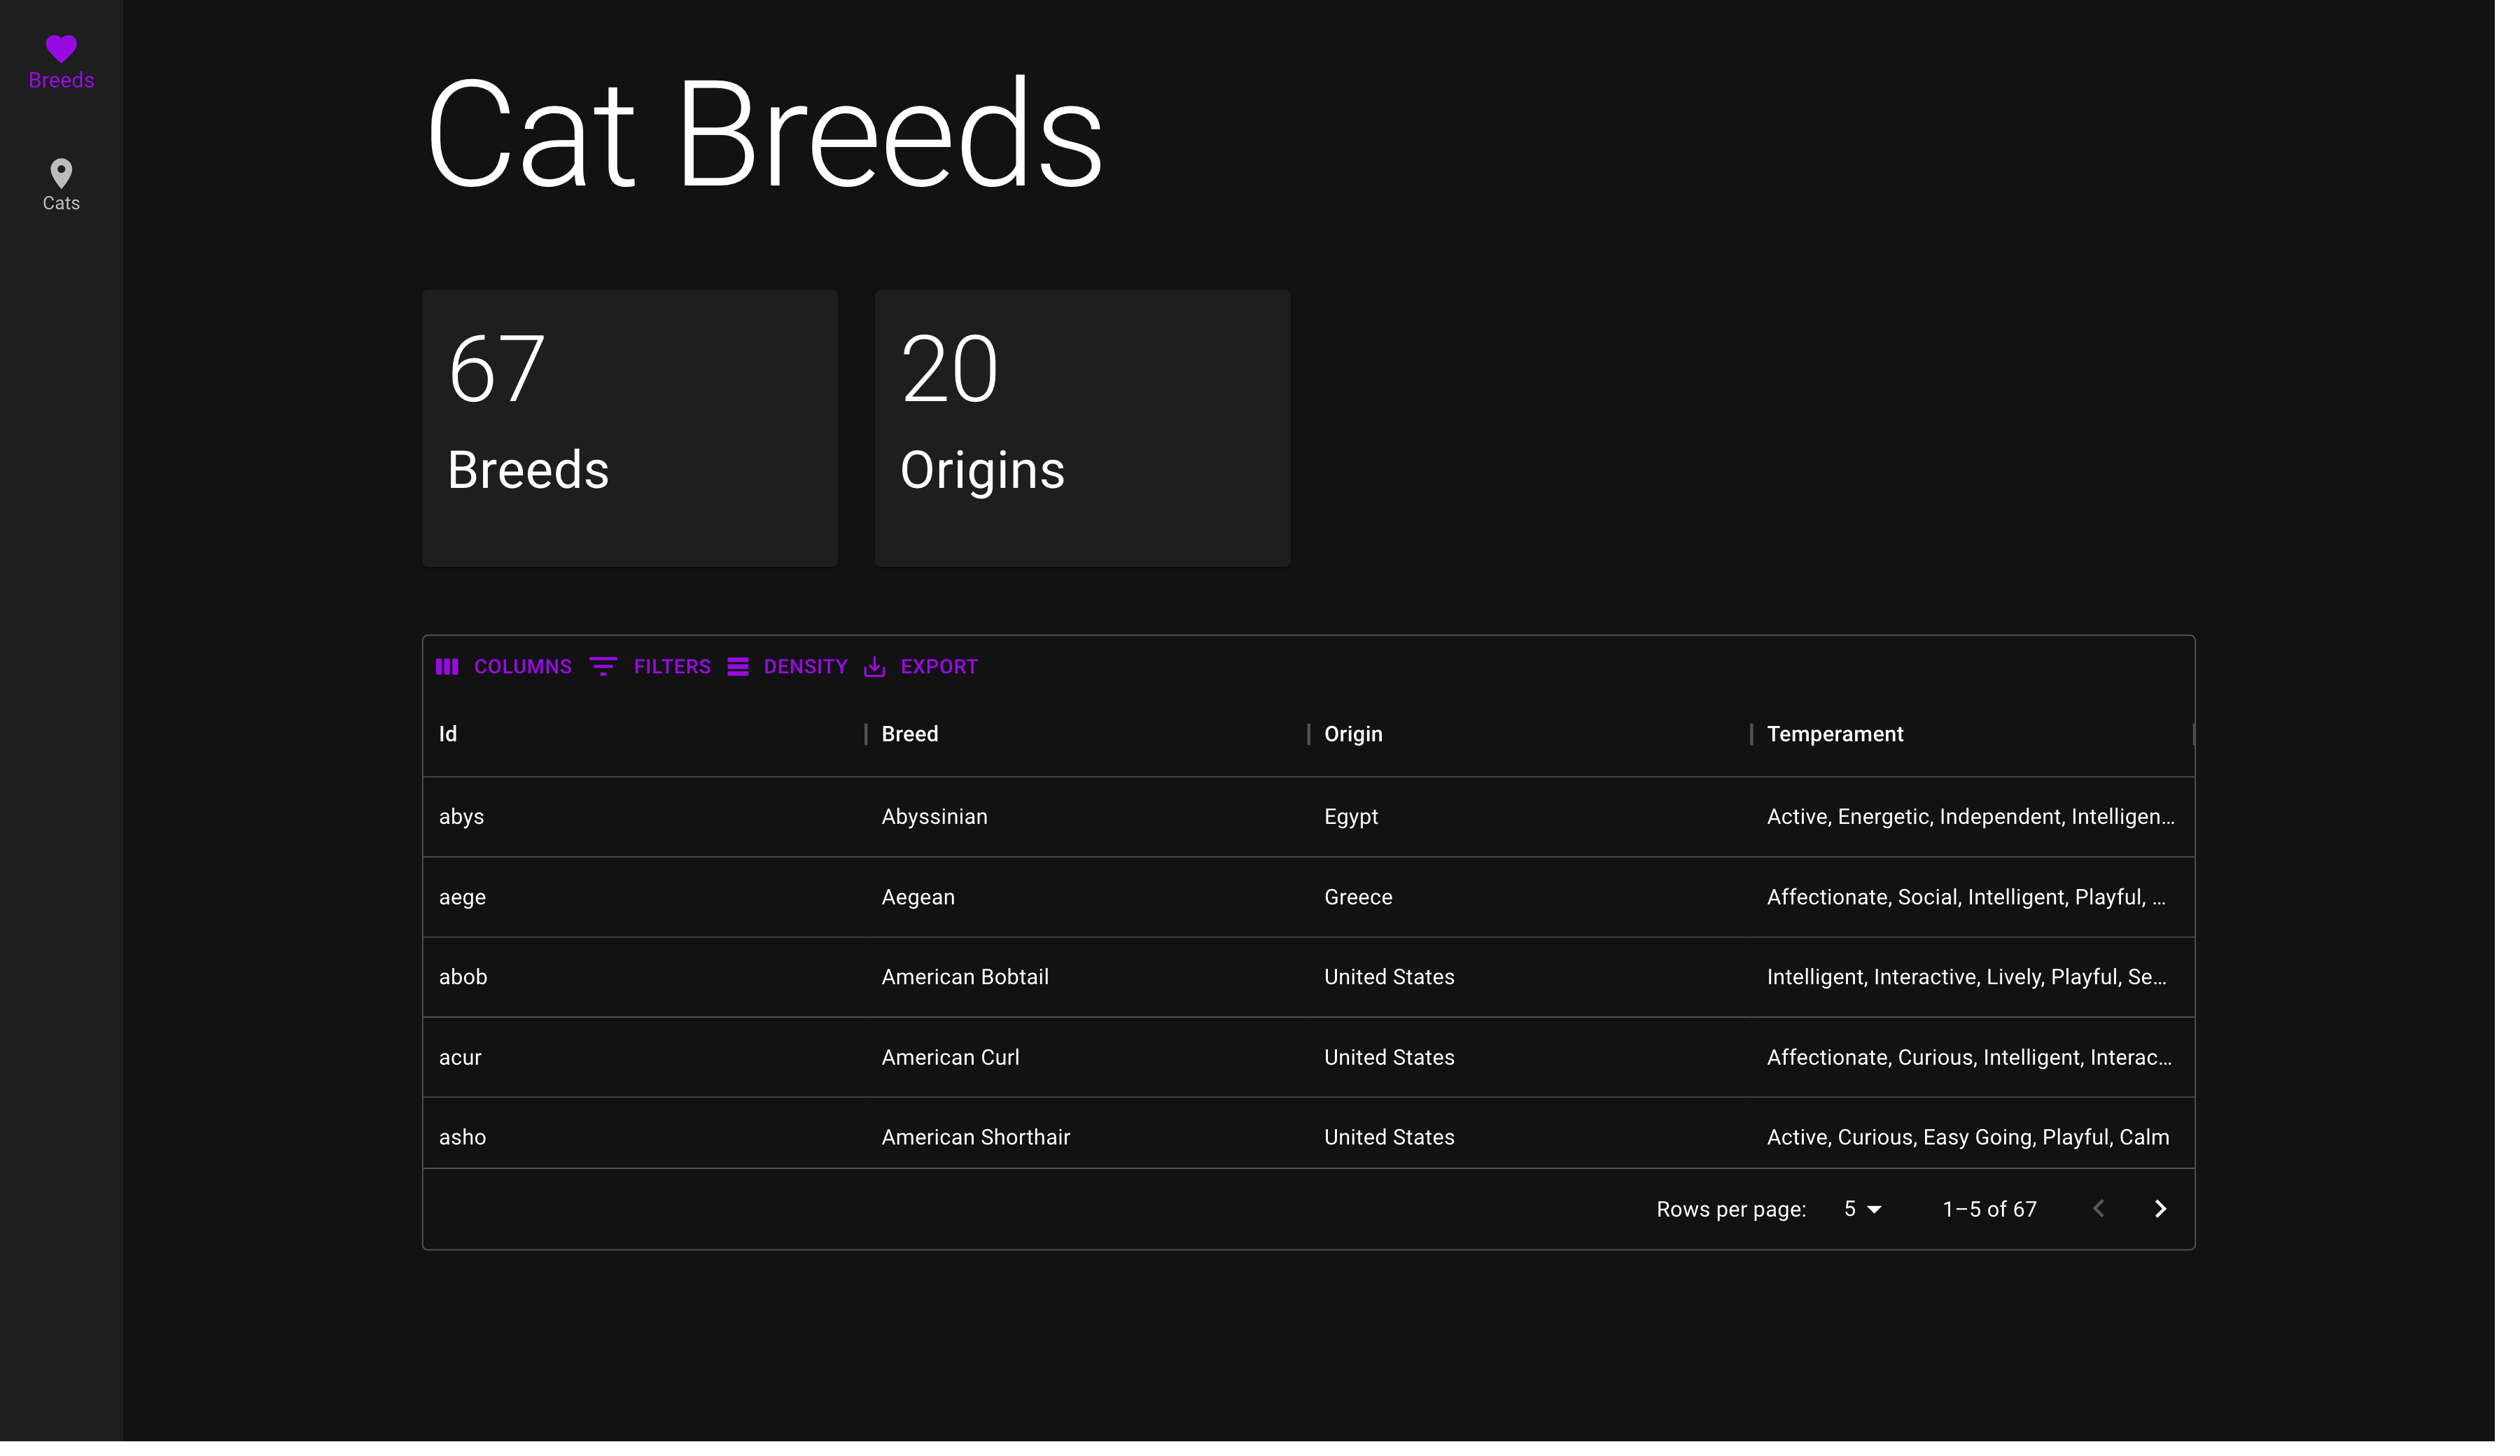 Breeds
Cats
Cat Breeds
67
Breeds
20
Origins
COLUMNS FILTERS DENSITY EXPORT
Id Breed Origin Temperament
abys Abyssinian Egypt Active, Energetic, Independent, Intelligen...
aege Aegean Greece Affectionate, Social, Intelligent, Playful, ...
abob American Bobtail United States Intelligent, Interactive, Lively, Playful, Se...
acur American Curl United States Affectionate, Curious, Intelligent, Interac...
asho American Shorthair United States Active, Curious, Easy Going, Playful, Calm
Rows per page: 5 1–5 of 67